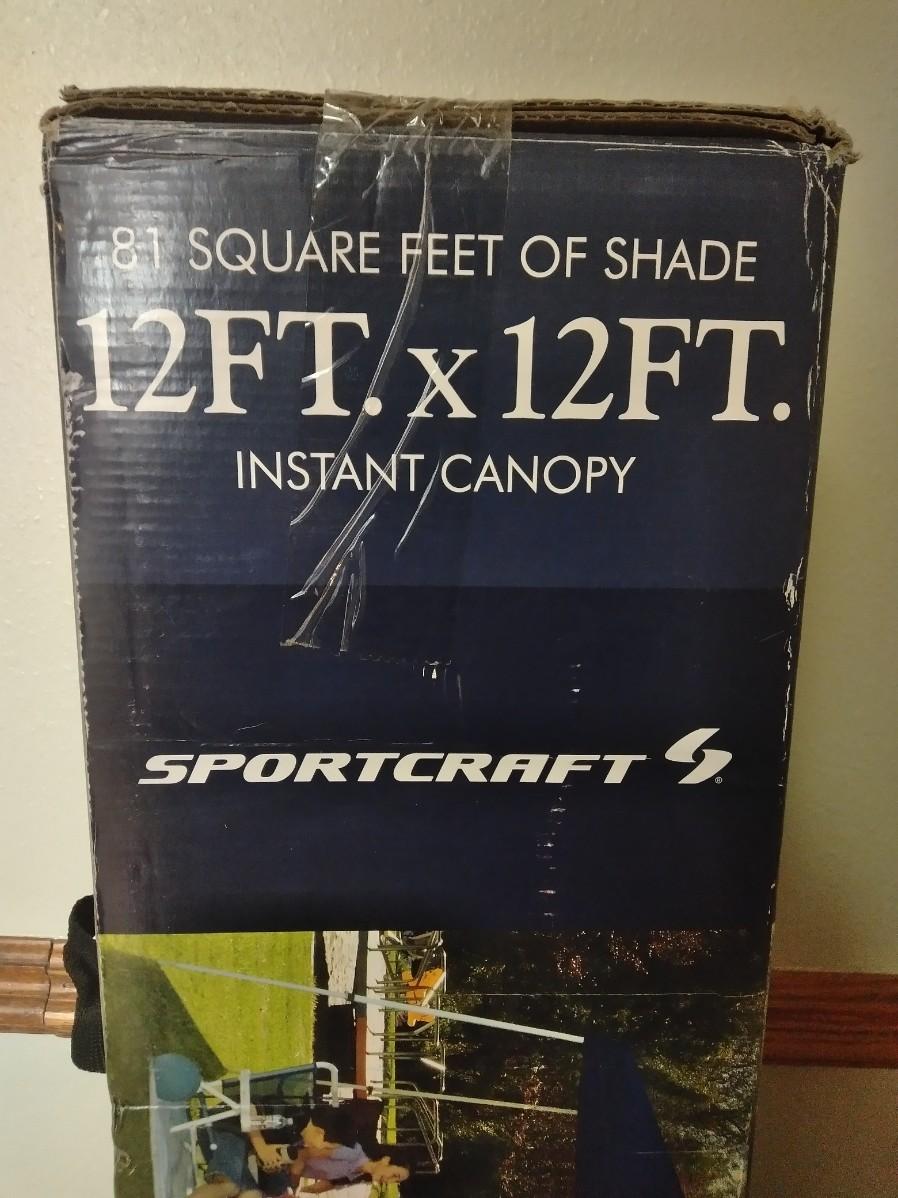 81 SQUARE FEET OF SHADE
12FT. x 12FT.
INSTANT CANOPY
SPORTCRAFT ®